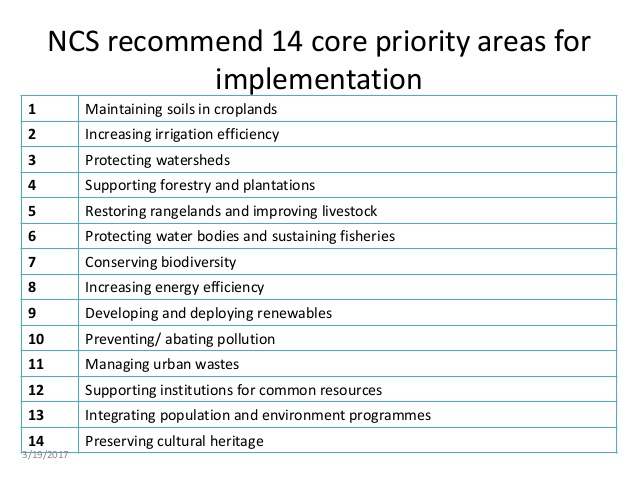 NCS recommend 14 core priority areas for
implementation
1 Maintaining soils in croplands
2 Increasing irrigation efficiency
3 Protecting watersheds
4 Supporting forestry and plantations
5 Restoring rangelands and improving livestock
6 Protecting water bodies and sustaining fisheries
7 Conserving biodiversity
8 Increasing energy efficiency
9 Developing and deploying renewables
10 Preventing/ abating pollution
11 Managing urban wastes
12 Supporting institutions for common resources
13 Integrating population and environment programmes
14 Preserving cultural heritage
3/19/2017